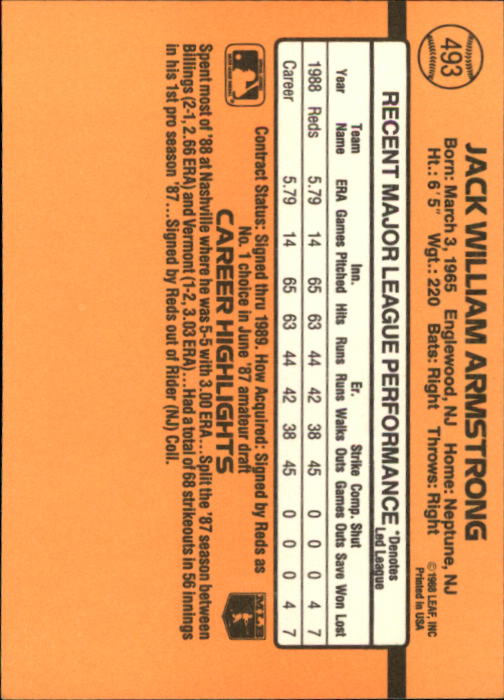 493
JACK WILLIAM ARMSTRONG
Born: March 3, 1965 Englewood, NJ Home: Neptune, NJ
Ht.: 6'5" Wgt.: 220 Bats: Right Throws: Right
© 1988 LEAF, INC
Printed in USA
RECENT MAJOR LEAGUE PERFORMANCE *Denotes
Led League
Team Inn. Er. Strike Comp. Shut
Year Name ERA Games Pitched Hits Runs Runs Walks Outs Games Outs Save Won Lost
1988 Reds 5.79 14 65 63 44 42 38 45 0 0 0 4 7
Career 5.79 14 65 63 44 42 38 45 0 0 0 4 7
Contract Status: Signed thru 1989. How Acquired: Signed by Reds as
No. 1 choice in June '87 amateur draft
MLB
CAREER HIGHLIGHTS
Spent most of '88 at Nashville where he was 5-5 with 3.00 ERA...Split the '87 season between
Billings (2-1, 2.66 ERA) and Vermont (1-2, 3.03 ERA)...Had a total of 68 strikeouts in 56 innings
in his 1st pro season '87...Signed by Reds out of Rider (NJ) Coll.